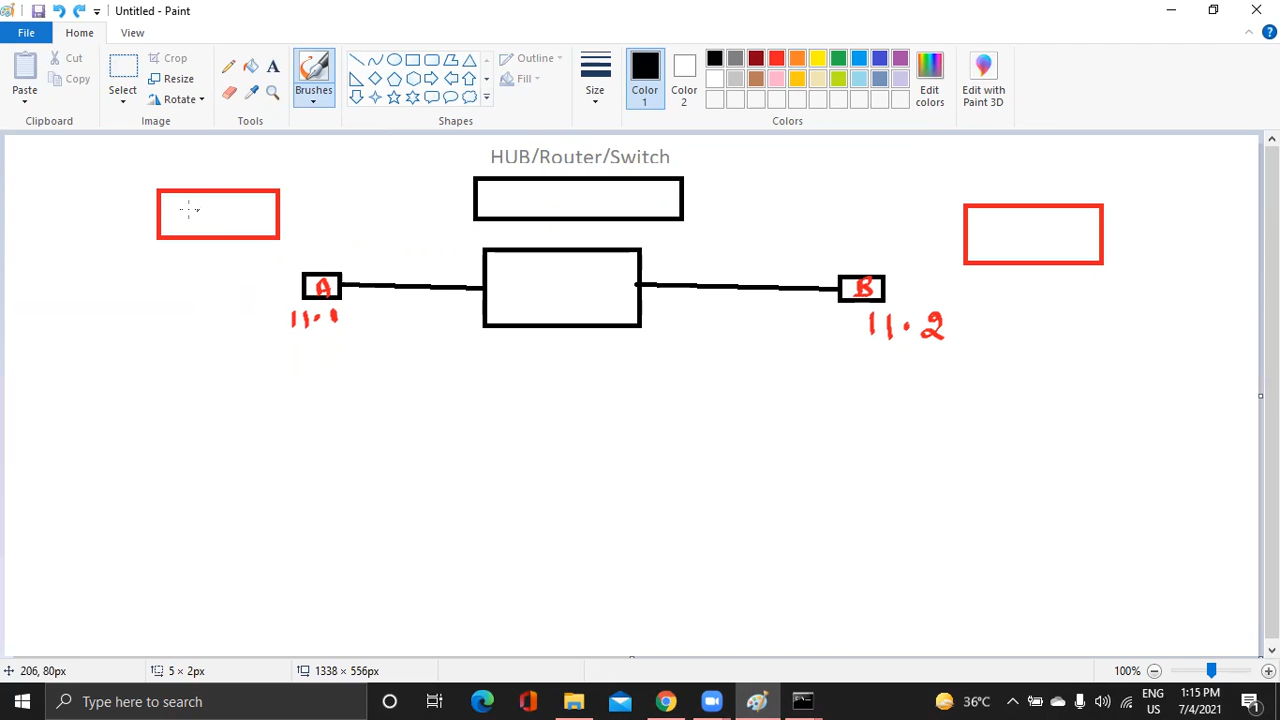 Untitled - Paint
File
Home
View
Paste
Cut
Copy
Clipboard
Select
Crop
Resize
Rotate
Image
Tools
Brushes
Shapes
Outline
Fill
Size
Color 1
Color 2
Edit colors
Colors
Edit with Paint 3D
HUB/Router/Switch
A
B
11.1
11.2
206, 80px
5 × 2px
1338 × 556px
100%
Type here to search
36°C
ENG
US
1:15 PM
7/4/2021
1